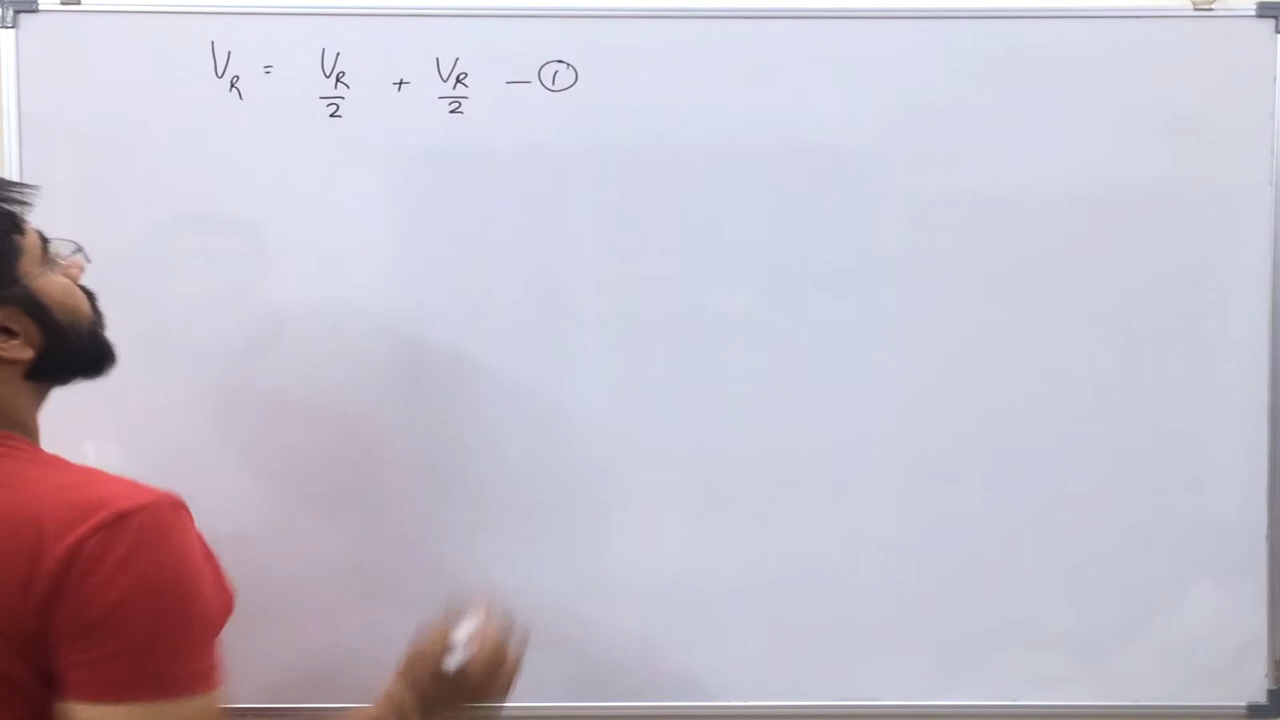 V_R = V_R/2 + V_R/2 — ①